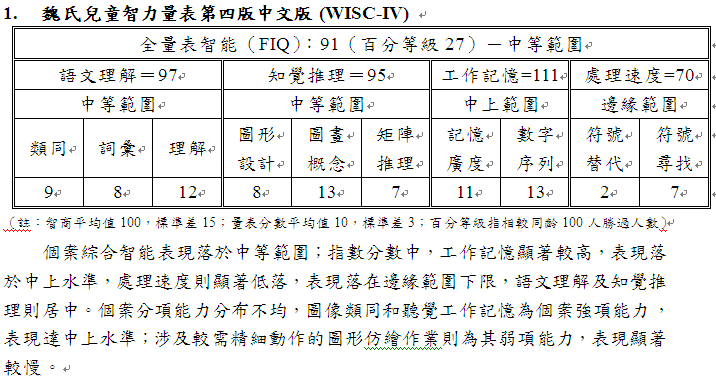 1. 魏氏兒童智力量表第四版中文版 (WISC-IV)
全量表智能（FIQ）：91（百分等級 27）－中等範圍
語文理解＝97 知覺推理＝95 工作記憶=111 處理速度=70
中等範圍 中等範圍 中上範圍 邊緣範圍
類同 詞彙 理解 圖形設計 圖畫概念 矩陣推理 記憶廣度 數字序列 符號替代 符號尋找
9 8 12 8 13 7 11 13 2 7
（註：智商平均值 100，標準差 15；量表分數平均值 10，標準差 3；百分等級指相較同齡 100 人勝過人數）
個案綜合智能表現落於中等範圍；指數分數中，工作記憶顯著較高，表現落
於中上水準，處理速度則顯著低落，表現落在邊緣範圍下限，語文理解及知覺推
理則居中。個案分項能力分布不均，圖像類同和聽覺工作記憶為個案強項能力，
表現達中上水準；涉及較需精細動作的圖形仿繪作業則為其弱項能力，表現顯著
較慢。